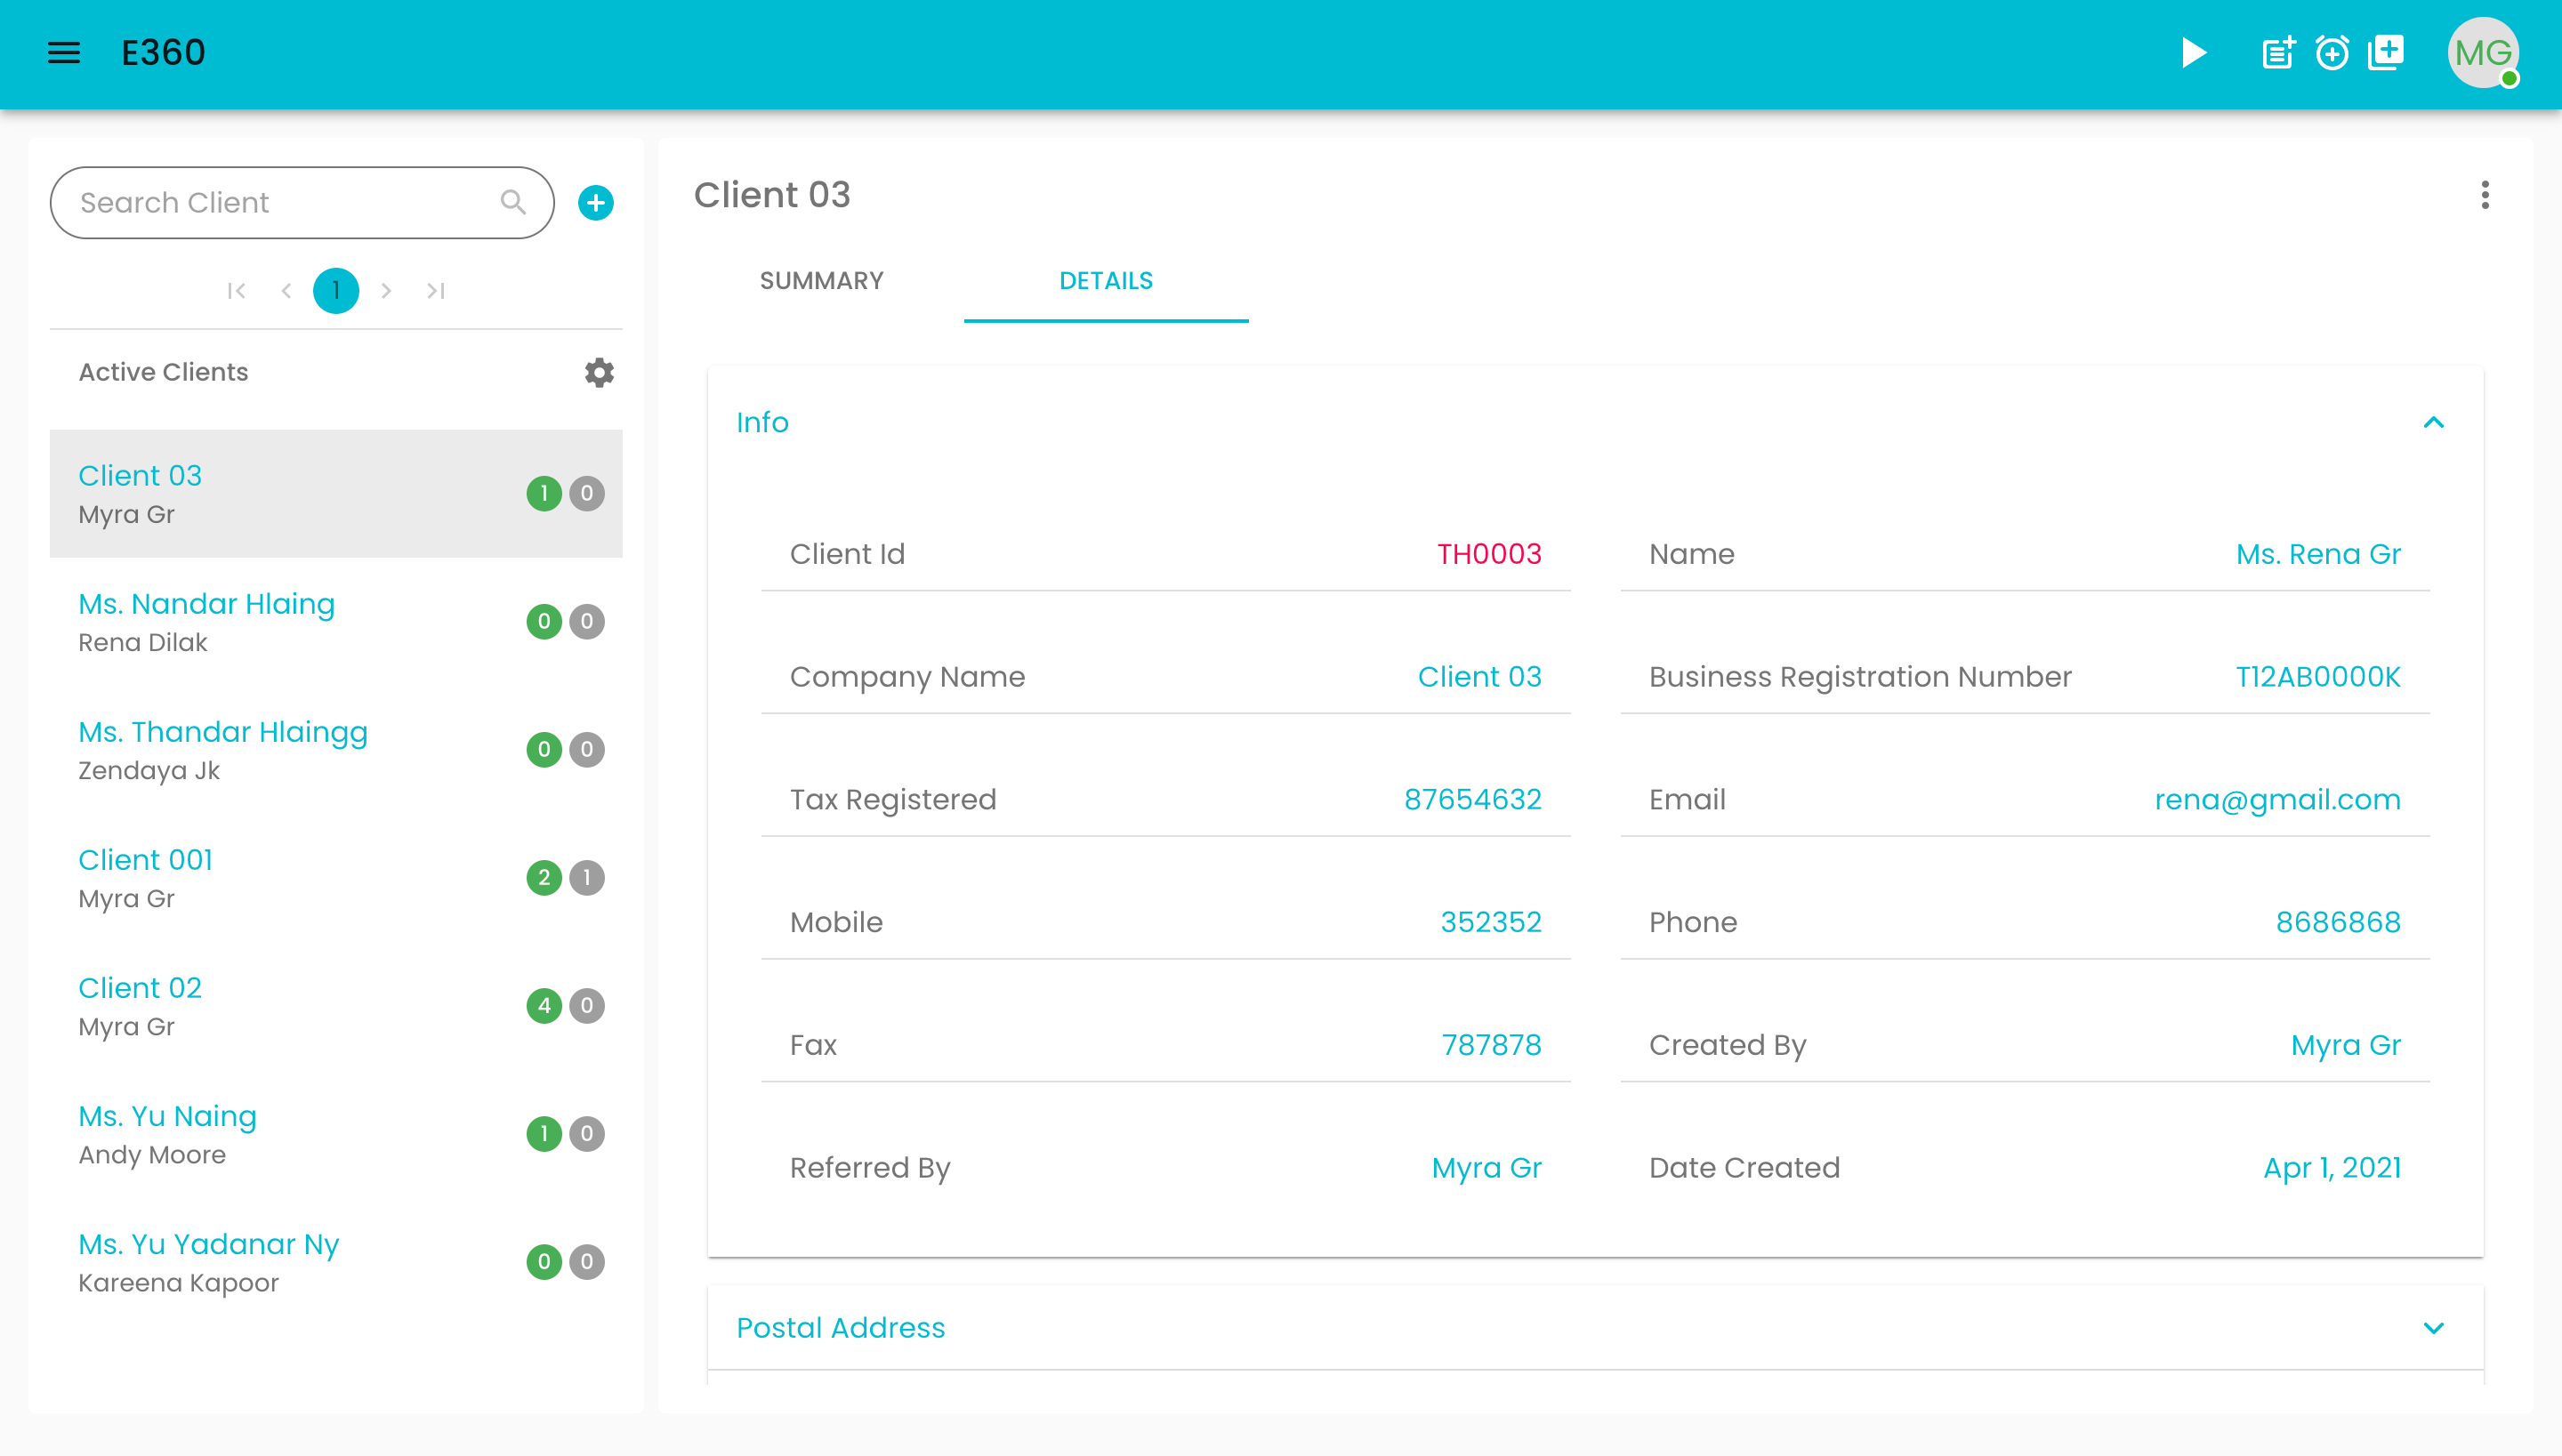 E360
MG
Search Client
1
Active Clients
Client 03
Myra Gr
1 0
Ms. Nandar Hlaing
Rena Dilak
0 0
Ms. Thandar Hlaingg
Zendaya Jk
0 0
Client 001
Myra Gr
2 1
Client 02
Myra Gr
4 0
Ms. Yu Naing
Andy Moore
1 0
Ms. Yu Yadanar Ny
Kareena Kapoor
0 0
Client 03
SUMMARY DETAILS
Info
Client Id TH0003
Name Ms. Rena Gr
Company Name Client 03
Business Registration Number T12AB0000K
Tax Registered 87654632
Email rena@gmail.com
Mobile 352352
Phone 8686868
Fax 787878
Created By Myra Gr
Referred By Myra Gr
Date Created Apr 1, 2021
Postal Address